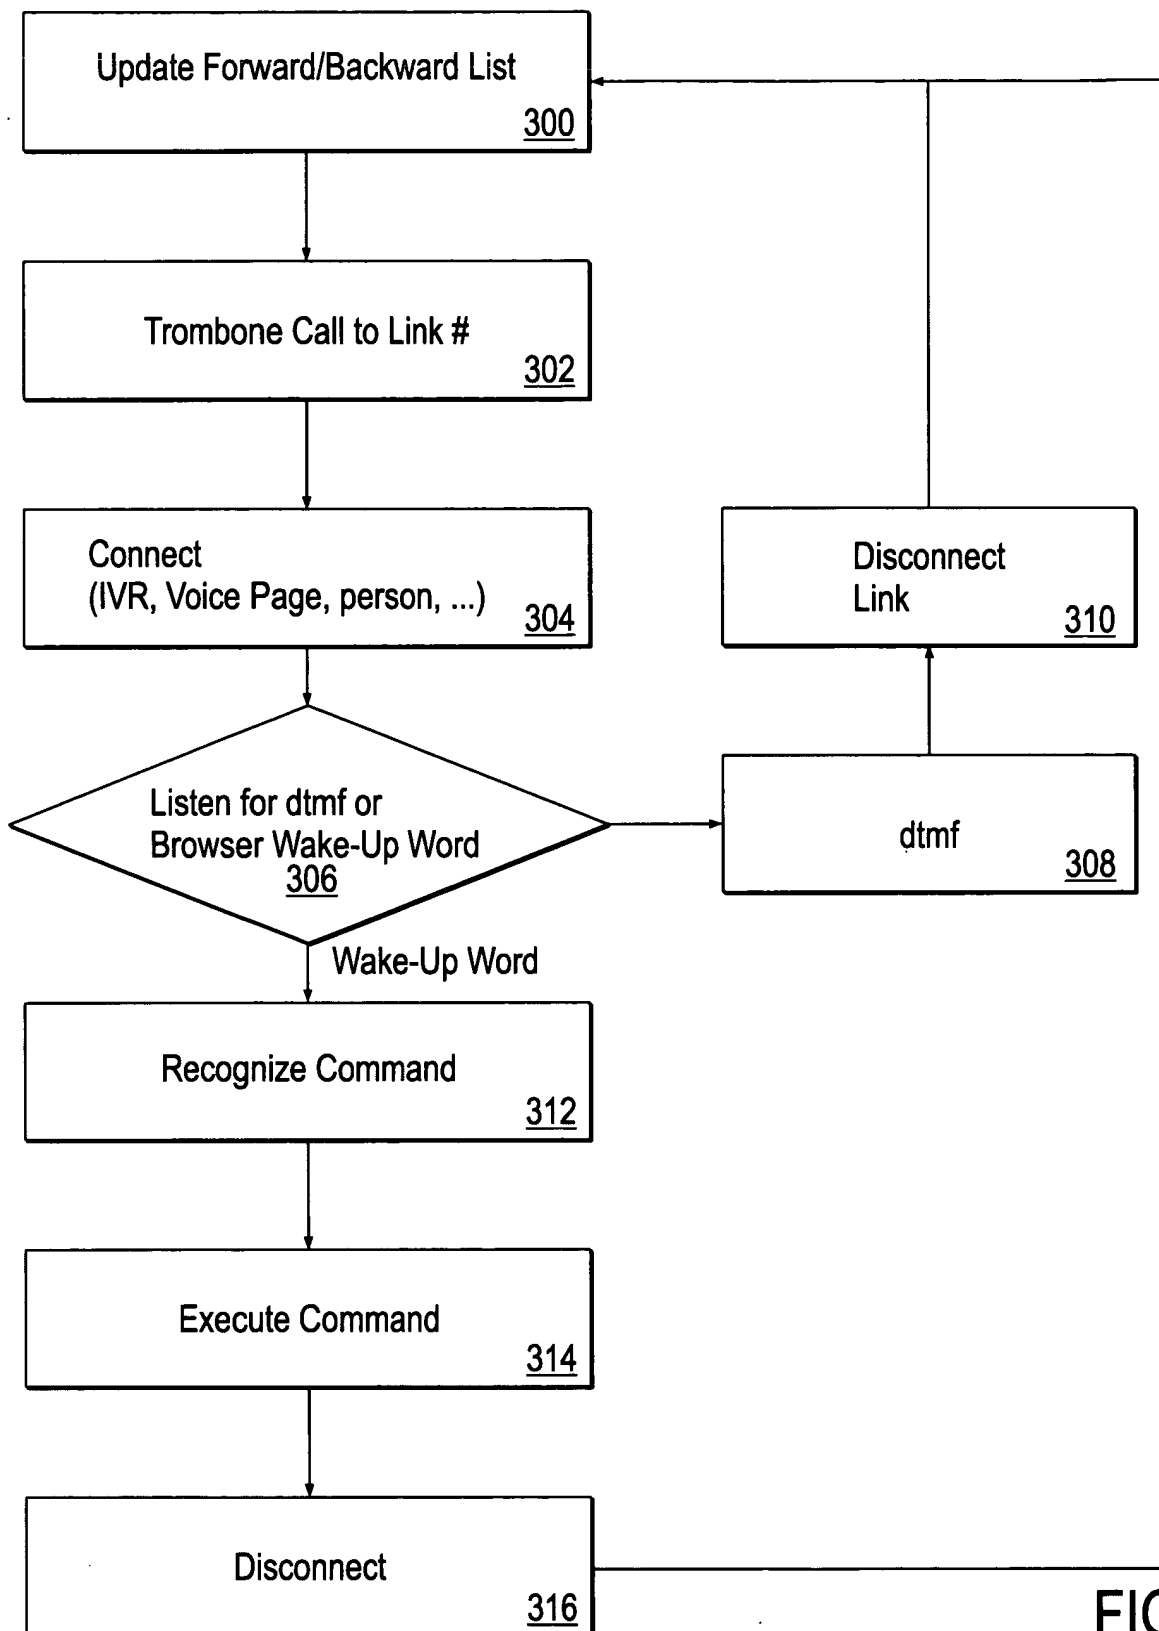 Update Forward/Backward List
300
Trombone Call to Link #
302
Connect
(IVR, Voice Page, person, ...)
304
Listen for dtmf or
Browser Wake-Up Word
306
dtmf
308
Disconnect
Link
310
Wake-Up Word
Recognize Command
312
Execute Command
314
Disconnect
316